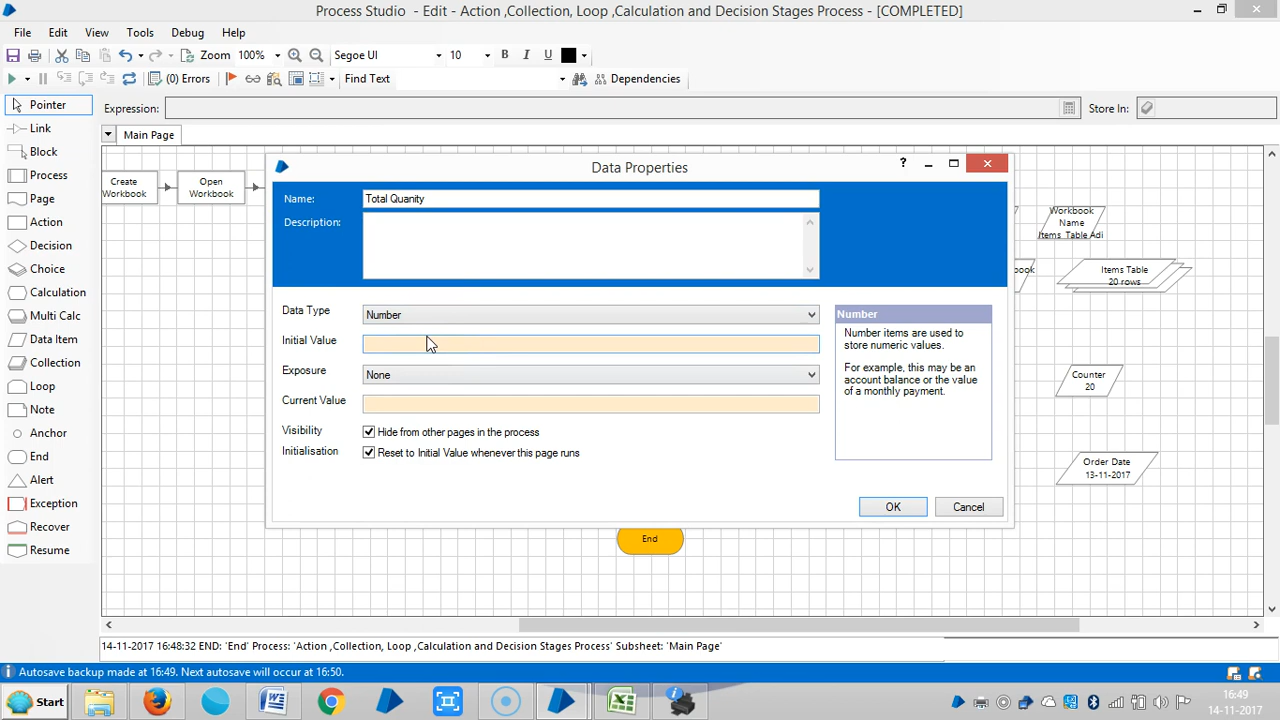 Process Studio - Edit - Action ,Collection, Loop ,Calculation and Decision Stages Process - [COMPLETED]
File Edit View Tools Debug Help
Zoom 100% Segoe UI 10 B I U
(0) Errors Find Text Dependencies
Pointer
Expression:
Store In:
Link
Main Page
Block
Process
Page
Action
Decision
Choice
Calculation
Multi Calc
Data Item
Collection
Loop
Note
Anchor
End
Alert
Exception
Recover
Resume
Create
Workbook
Open
Workbook
Data Properties
?
Name: Total Quanity
Description:
Data Type Number
Initial Value
Exposure None
Current Value
Visibility Hide from other pages in the process
Initialisation Reset to Initial Value whenever this page runs
Number
Number items are used to
store numeric values.
For example, this may be an
account balance or the value
of a monthly payment.
OK Cancel
Workbook
Name
Items Table Adi
Items Table
20 rows
Counter
20
Order Date
13-11-2017
End
14-11-2017 16:48:32 END: 'End' Process: 'Action ,Collection, Loop ,Calculation and Decision Stages Process' Subsheet: 'Main Page'
Autosave backup made at 16:49. Next autosave will occur at 16:50.
Start
16:49
14-11-2017